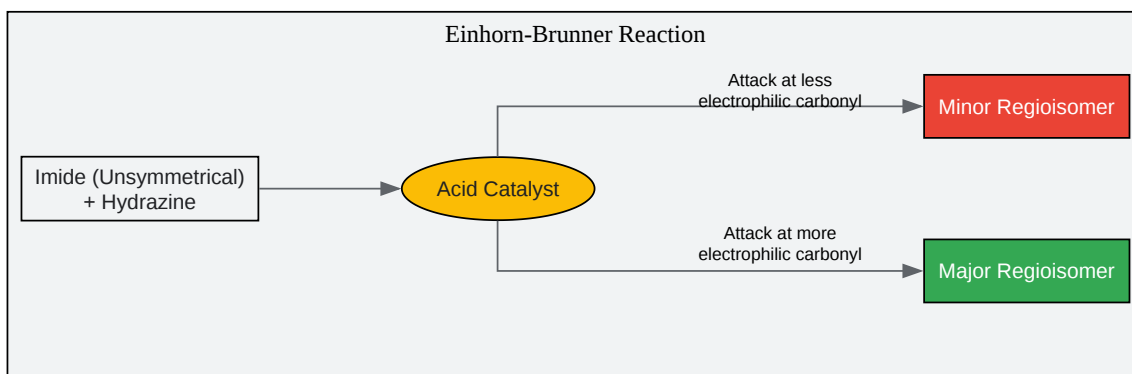 Einhorn-Brunner Reaction
Attack at less
electrophilic carbonyl
Minor Regioisomer
Imide (Unsymmetrical)
+ Hydrazine
Acid Catalyst
Attack at more
electrophilic carbonyl
Major Regioisomer